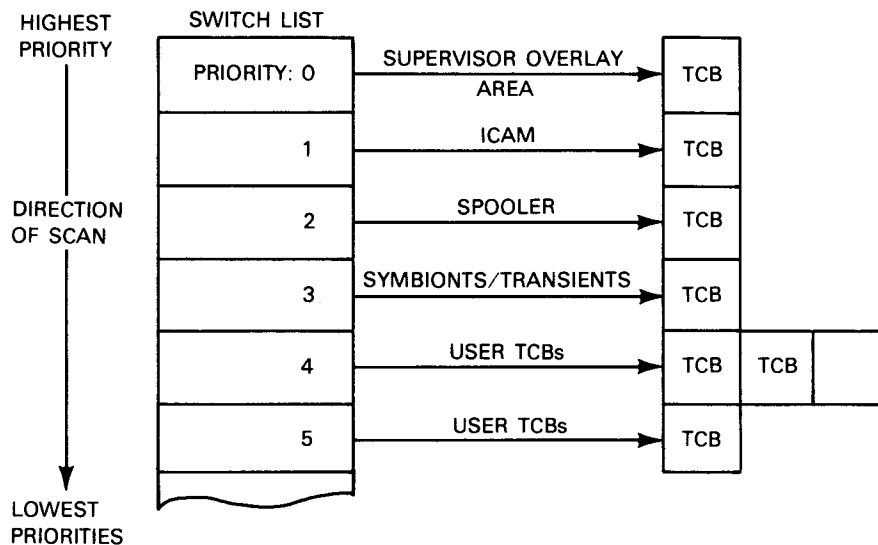 HIGHEST
PRIORITY
SWITCH LIST
PRIORITY: 0
SUPERVISOR OVERLAY
AREA
TCB
1
ICAM
TCB
DIRECTION
OF SCAN
2
SPOOLER
TCB
3
SYMBIONTS/TRANSIENTS
TCB
4
USER TCBs
TCB
TCB
5
USER TCBs
TCB
LOWEST
PRIORITIES